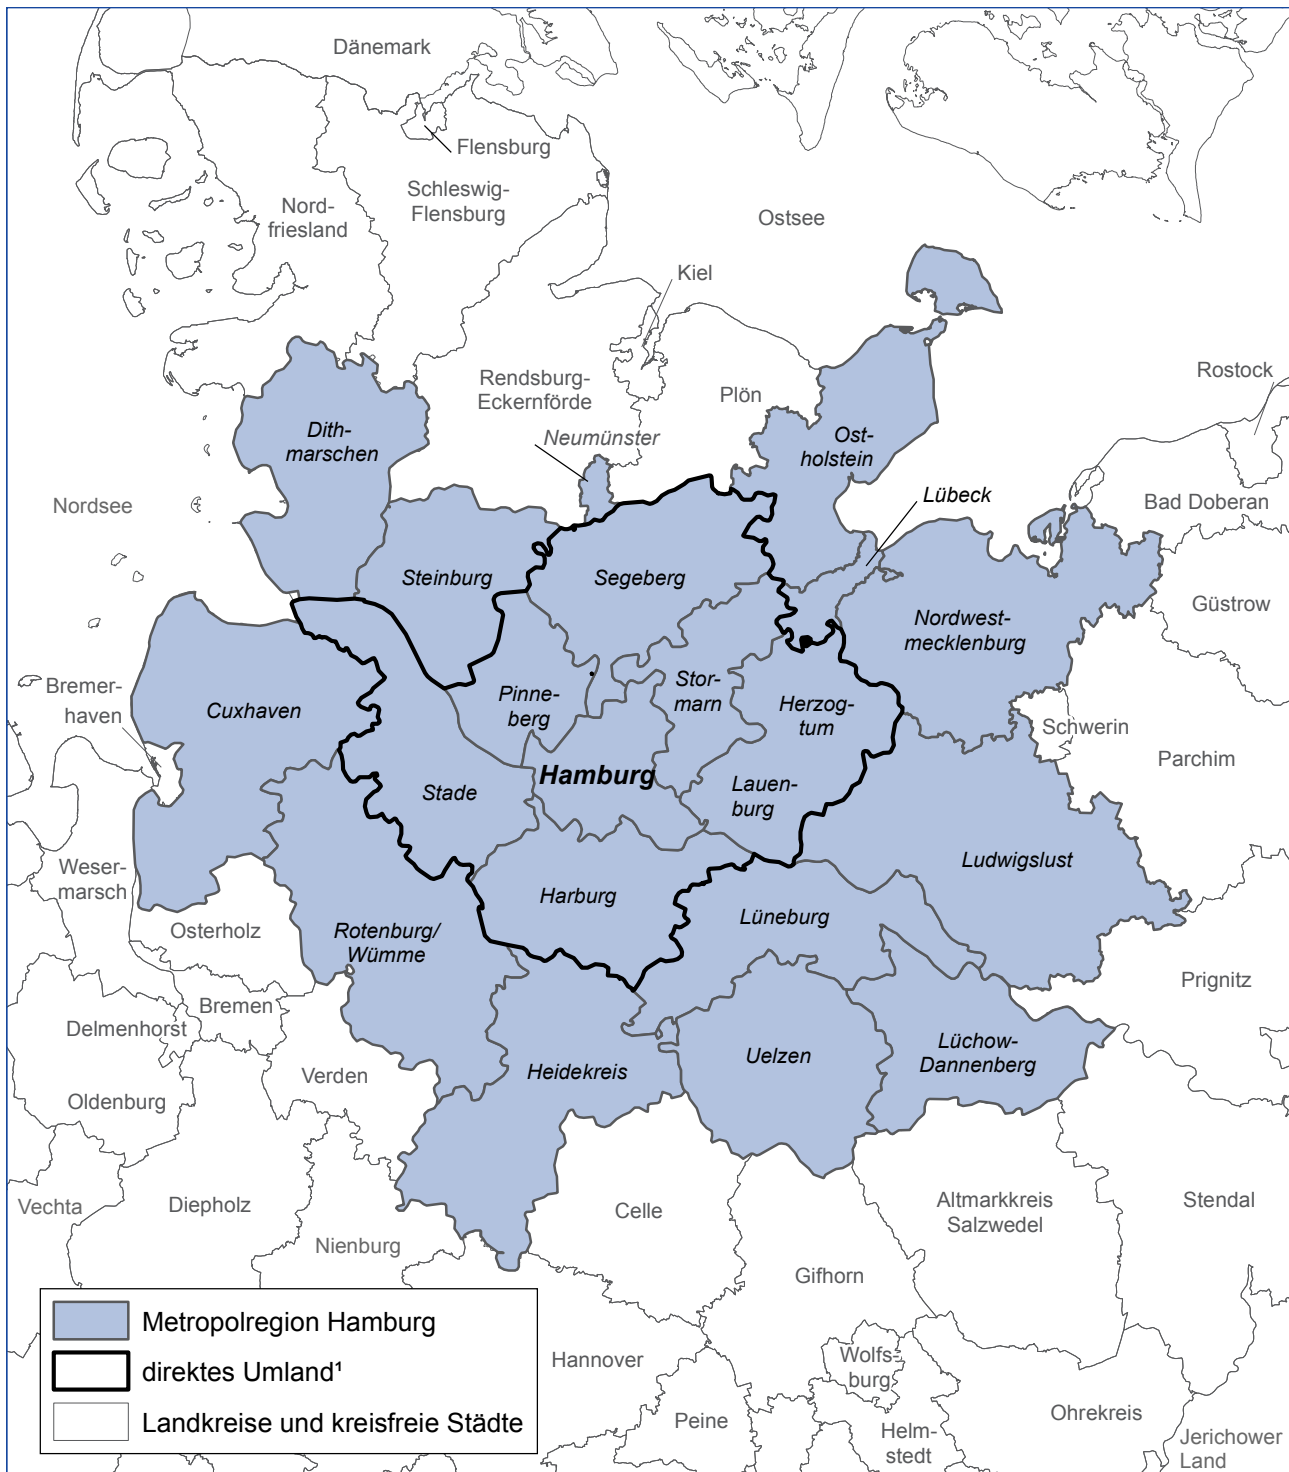 Dänemark
Flensburg
Schleswig-
Flensburg
Nord-
friesland
Ostsee
Kiel
Rendsburg-
Eckernförde
Plön
Rostock
Neumünster
Dith-
marschen
Ost-
holstein
Lübeck
Bad Doberan
Nordsee
Steinburg
Segeberg
Güstrow
Nordwest-
mecklenburg
Bremer-
haven
Cuxhaven
Pinne-
berg
Stor-
marn
Herzog-
tum
Lauen-
burg
Schwerin
Parchim
Hamburg
Stade
Weser-
marsch
Ludwigslust
Harburg
Lüneburg
Osterholz
Rotenburg/
Wümme
Prignitz
Bremen
Delmenhorst
Lüchow-
Dannenberg
Uelzen
Heidekreis
Verden
Oldenburg
Vechta
Diepholz
Nienburg
Celle
Altmarkkreis
Salzwedel
Stendal
Gifhorn
Metropolregion Hamburg
direktes Umland¹
Landkreise und kreisfreie Städte
Hannover
Wolfs-
burg
Peine
Helm-
stedt
Ohrekreis
Jerichower
Land